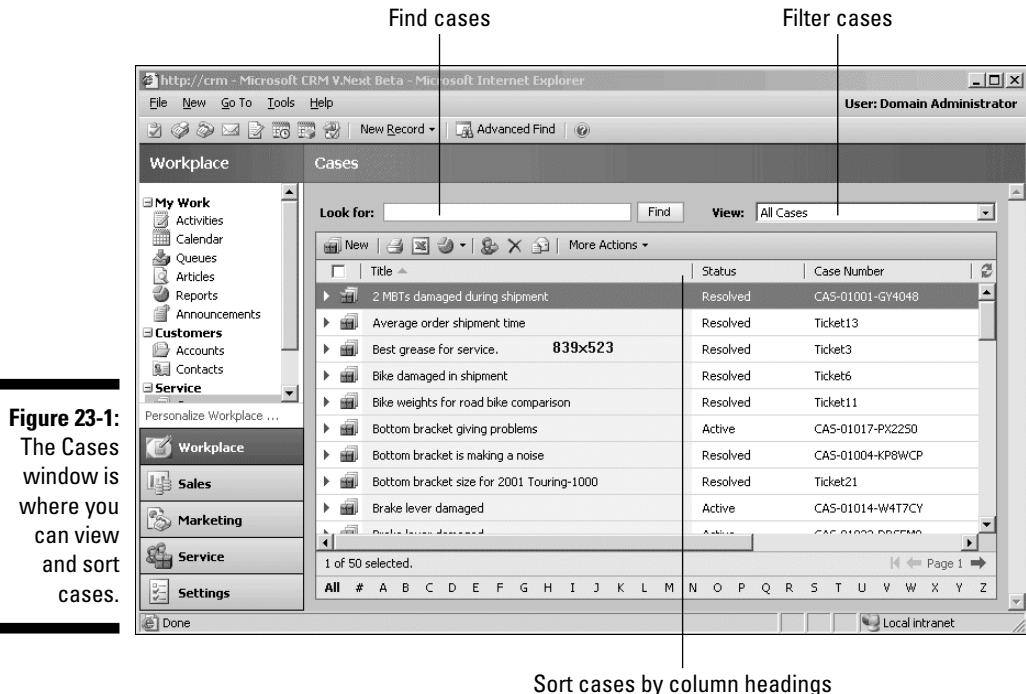 Find cases
Filter cases
http://crm - Microsoft CRM V.Next Beta - Microsoft Internet Explorer
File New Go To Tools Help
User: Domain Administrator
New Record
Advanced Find
Workplace
Cases
My Work
Activities
Calendar
Queues
Articles
Reports
Announcements
Customers
Accounts
Contacts
Service
Personalize Workplace ...
Workplace
Sales
Marketing
Service
Settings
Look for:
Find
View: All Cases
New
More Actions
Title Status Case Number
2 MBTs damaged during shipment Resolved CAS-01001-GY4048
Average order shipment time Resolved Ticket13
Best grease for service. Resolved Ticket3
839x523
Bike damaged in shipment Resolved Ticket6
Bike weights for road bike comparison Resolved Ticket11
Bottom bracket giving problems Active CAS-01017-PX2250
Bottom bracket is making a noise Resolved CAS-01004-KP8WCP
Bottom bracket size for 2001 Touring-1000 Resolved Ticket21
Brake lever damaged Active CAS-01014-W4T7CY
1 of 50 selected.
Page 1
All # A B C D E F G H I J K L M N O P Q R S T U V W X Y Z
Done
Local intranet
Figure 23-1:
The Cases
window is
where you
can view
and sort
cases.
Sort cases by column headings